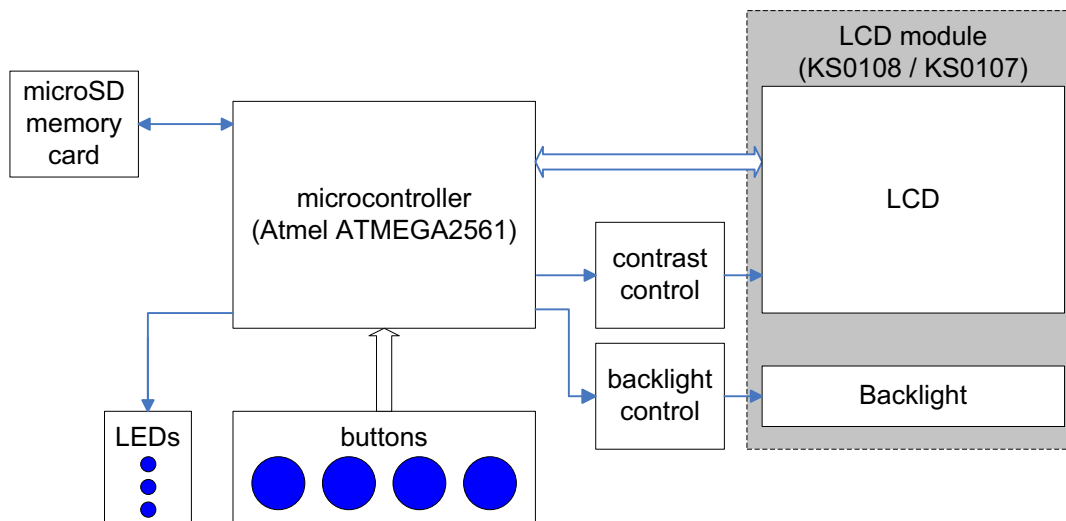 LCD module
(KS0108 / KS0107)
microSD
memory
card
microcontroller
(Atmel ATMEGA2561)
LCD
contrast
control
backlight
control
Backlight
LEDs
buttons